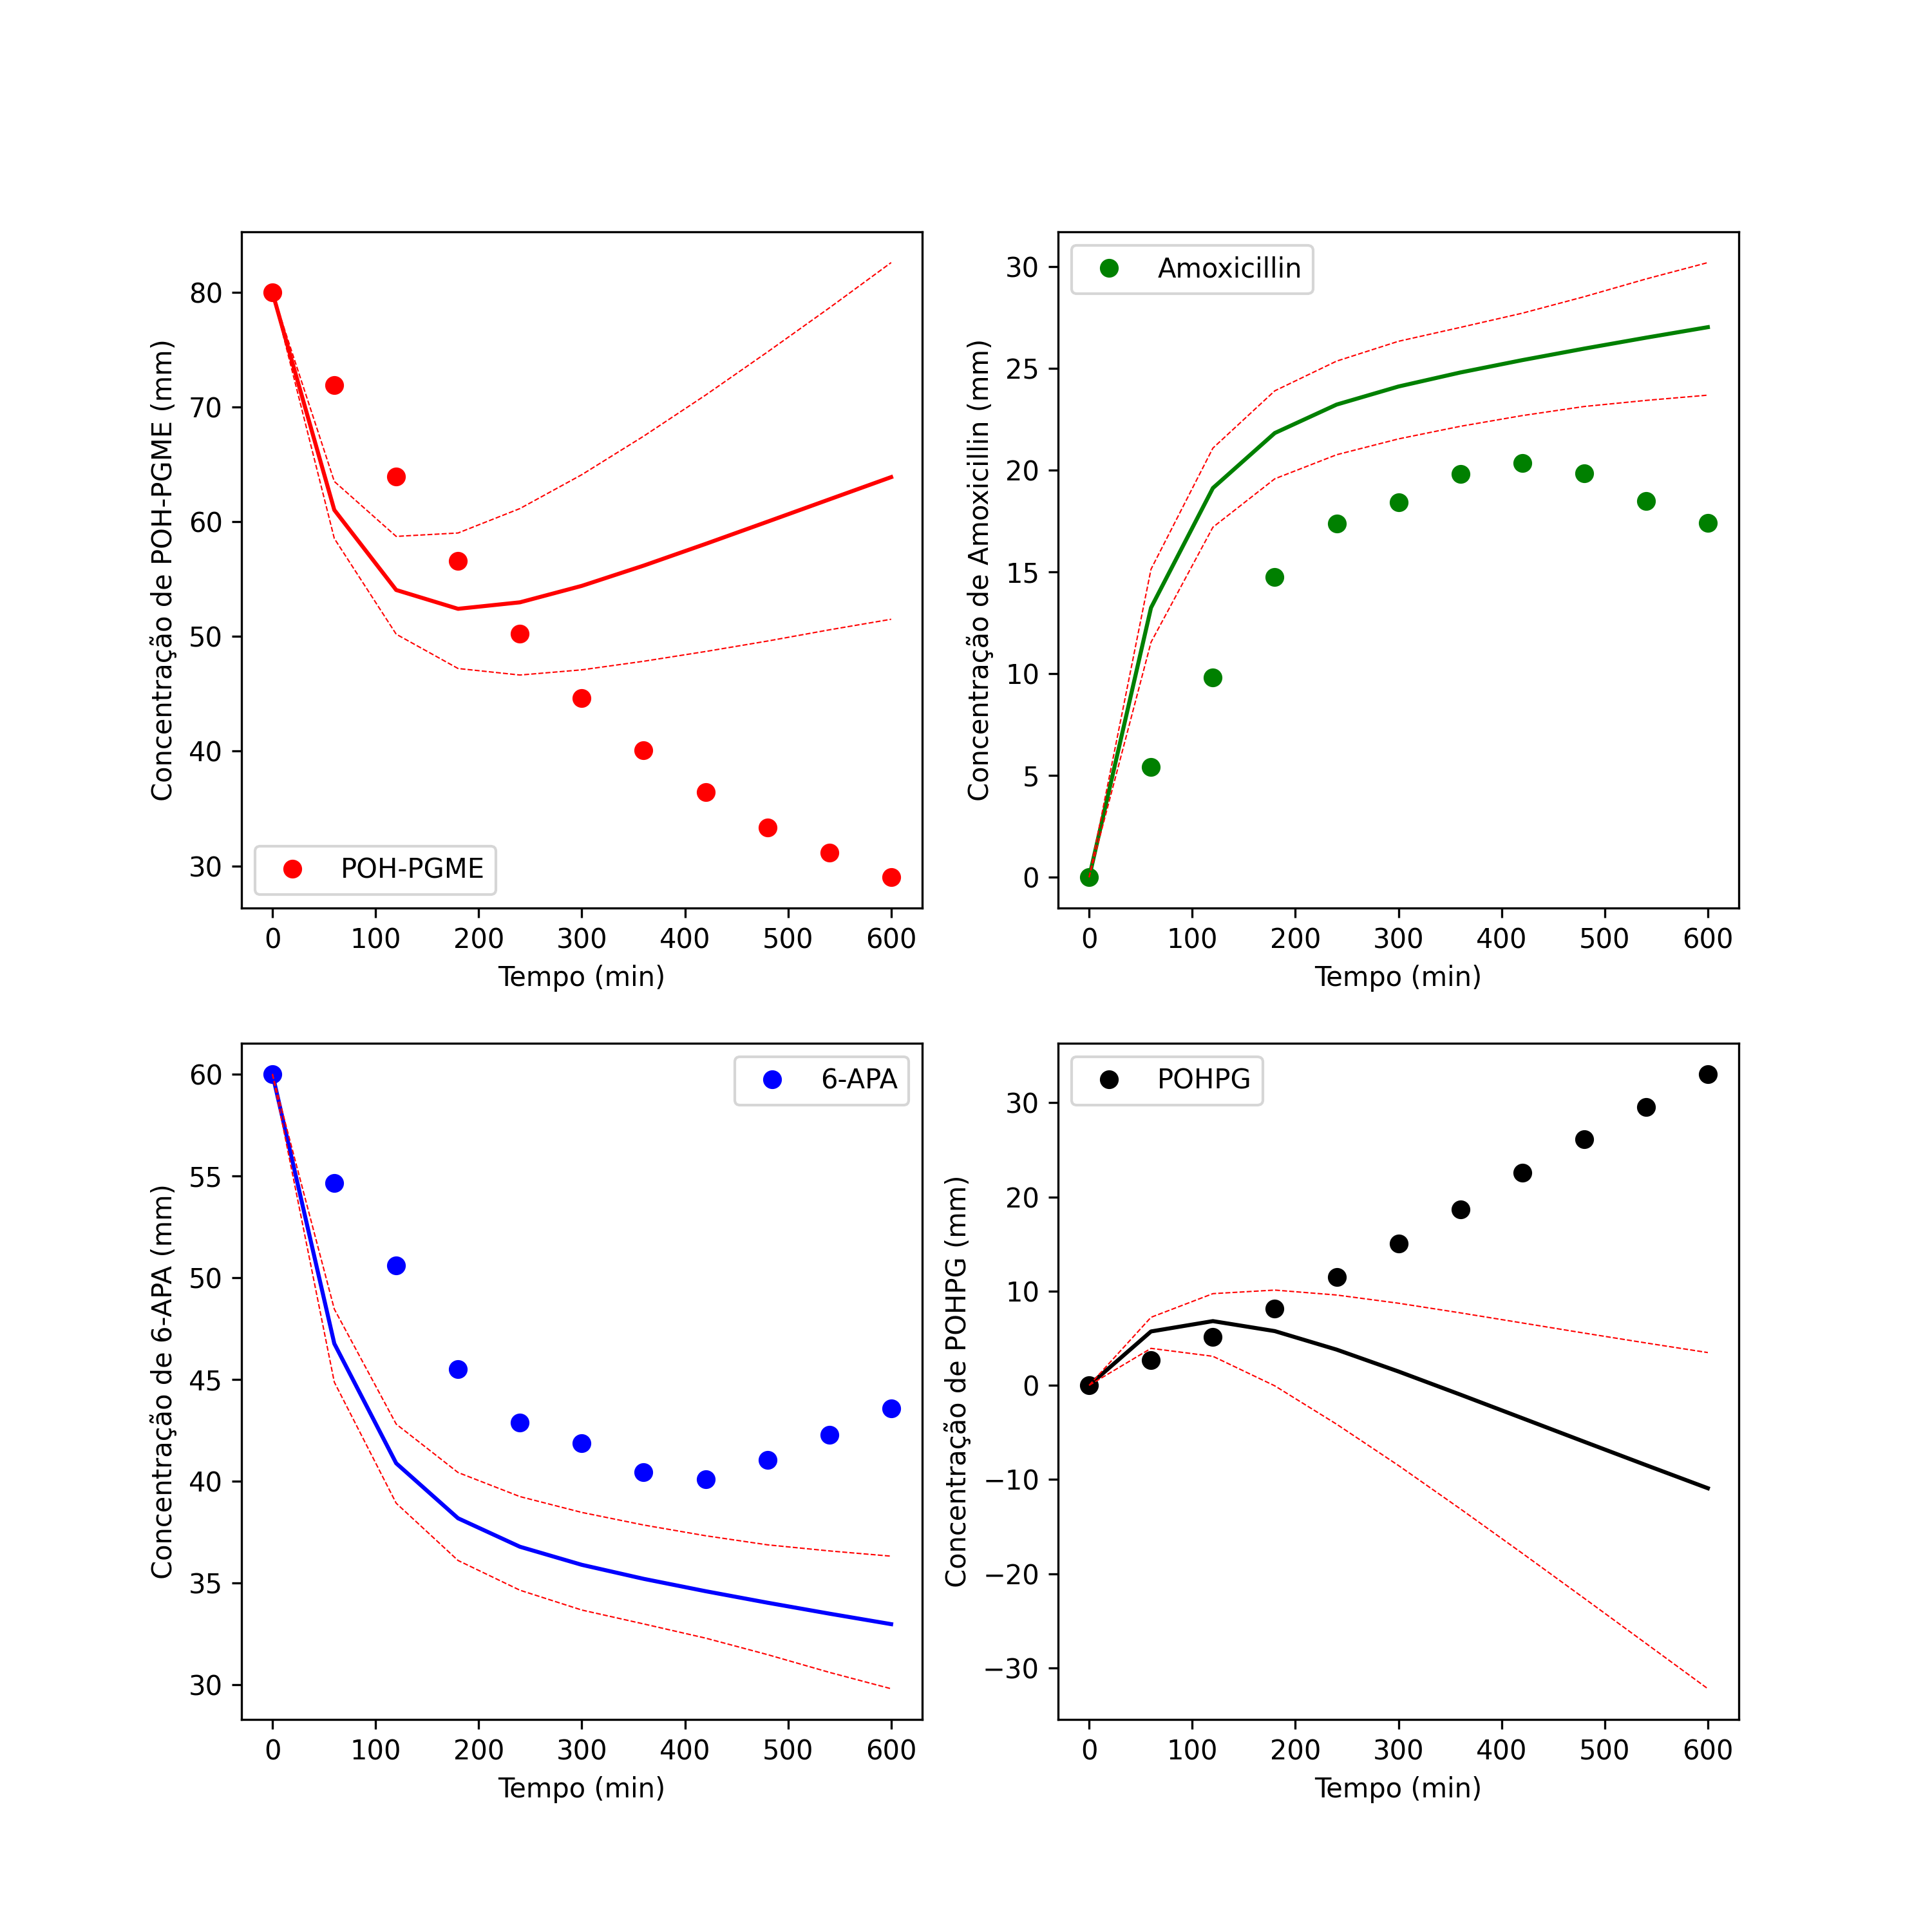 Concentração de POH-PGME (mm)
80
70
60
50
40
30
POH-PGME
0 100 200 300 400 500 600
Tempo (min)
Concentração de Amoxicillin (mm)
30
25
20
15
10
5
0
Amoxicillin
0 100 200 300 400 500 600
Tempo (min)
Concentração de 6-APA (mm)
60
55
50
45
40
35
30
6-APA
0 100 200 300 400 500 600
Tempo (min)
Concentração de POHPG (mm)
30
20
10
0
−10
−20
−30
POHPG
0 100 200 300 400 500 600
Tempo (min)